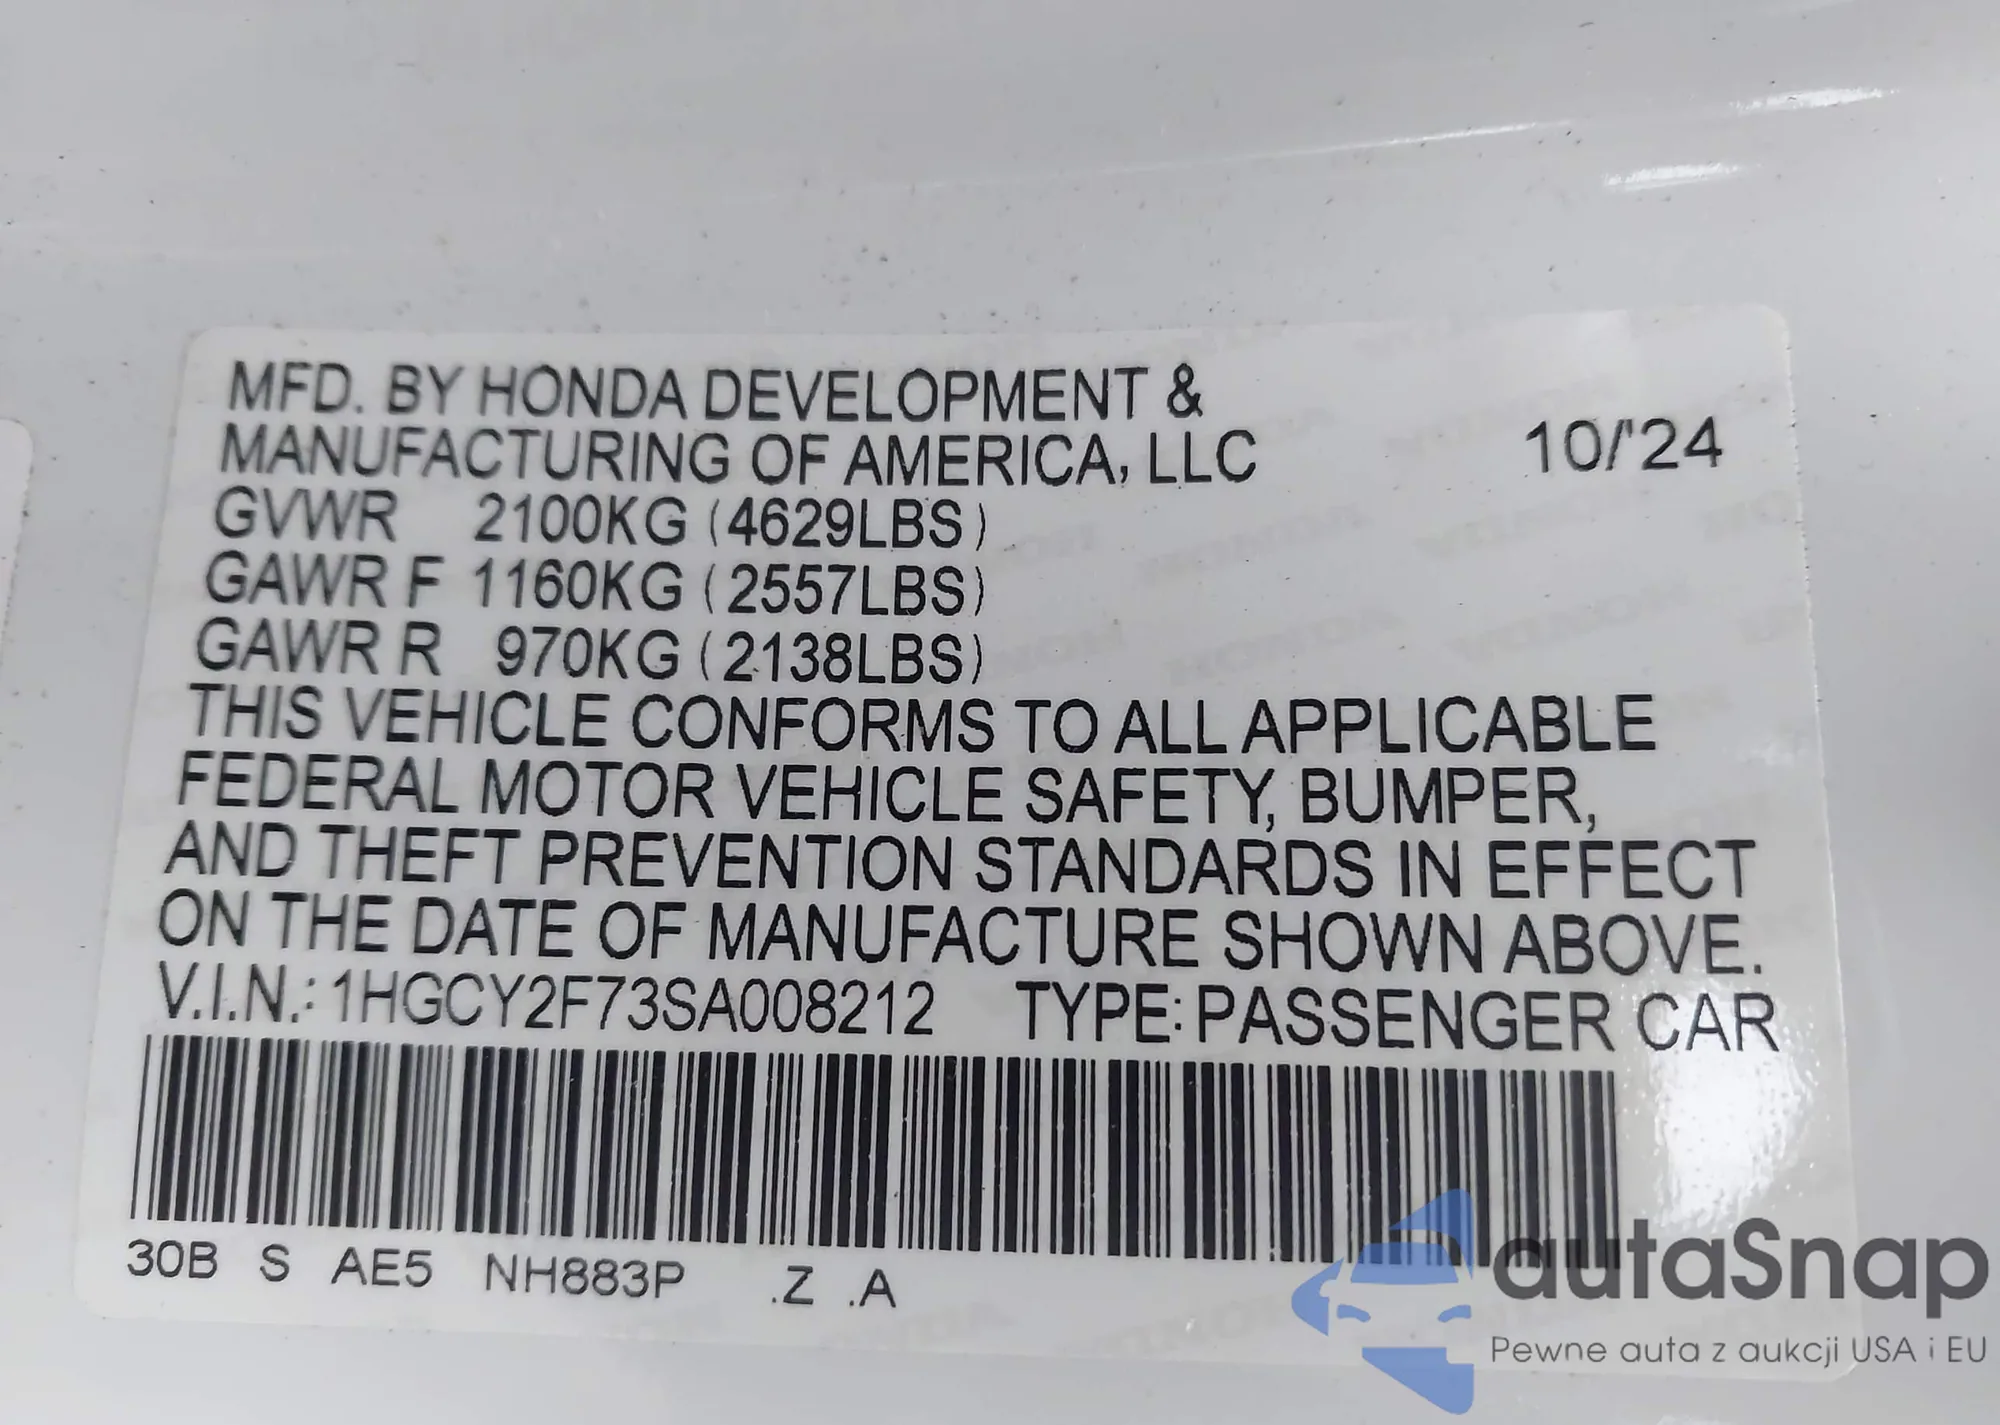 MFD. BY HONDA DEVELOPMENT &
MANUFACTURING OF AMERICA, LLC 10/'24
GVWR 2100KG (4629LBS)
GAWR F 1160KG (2557LBS)
GAWR R 970KG (2138LBS)
THIS VEHICLE CONFORMS TO ALL APPLICABLE
FEDERAL MOTOR VEHICLE SAFETY, BUMPER,
AND THEFT PREVENTION STANDARDS IN EFFECT
ON THE DATE OF MANUFACTURE SHOWN ABOVE.
V.I.N.: 1HGCY2F73SA008212 TYPE: PASSENGER CAR
30B S AE5 NH883P .Z .A
autaSnap
Pewne auta z aukcji USA i EU